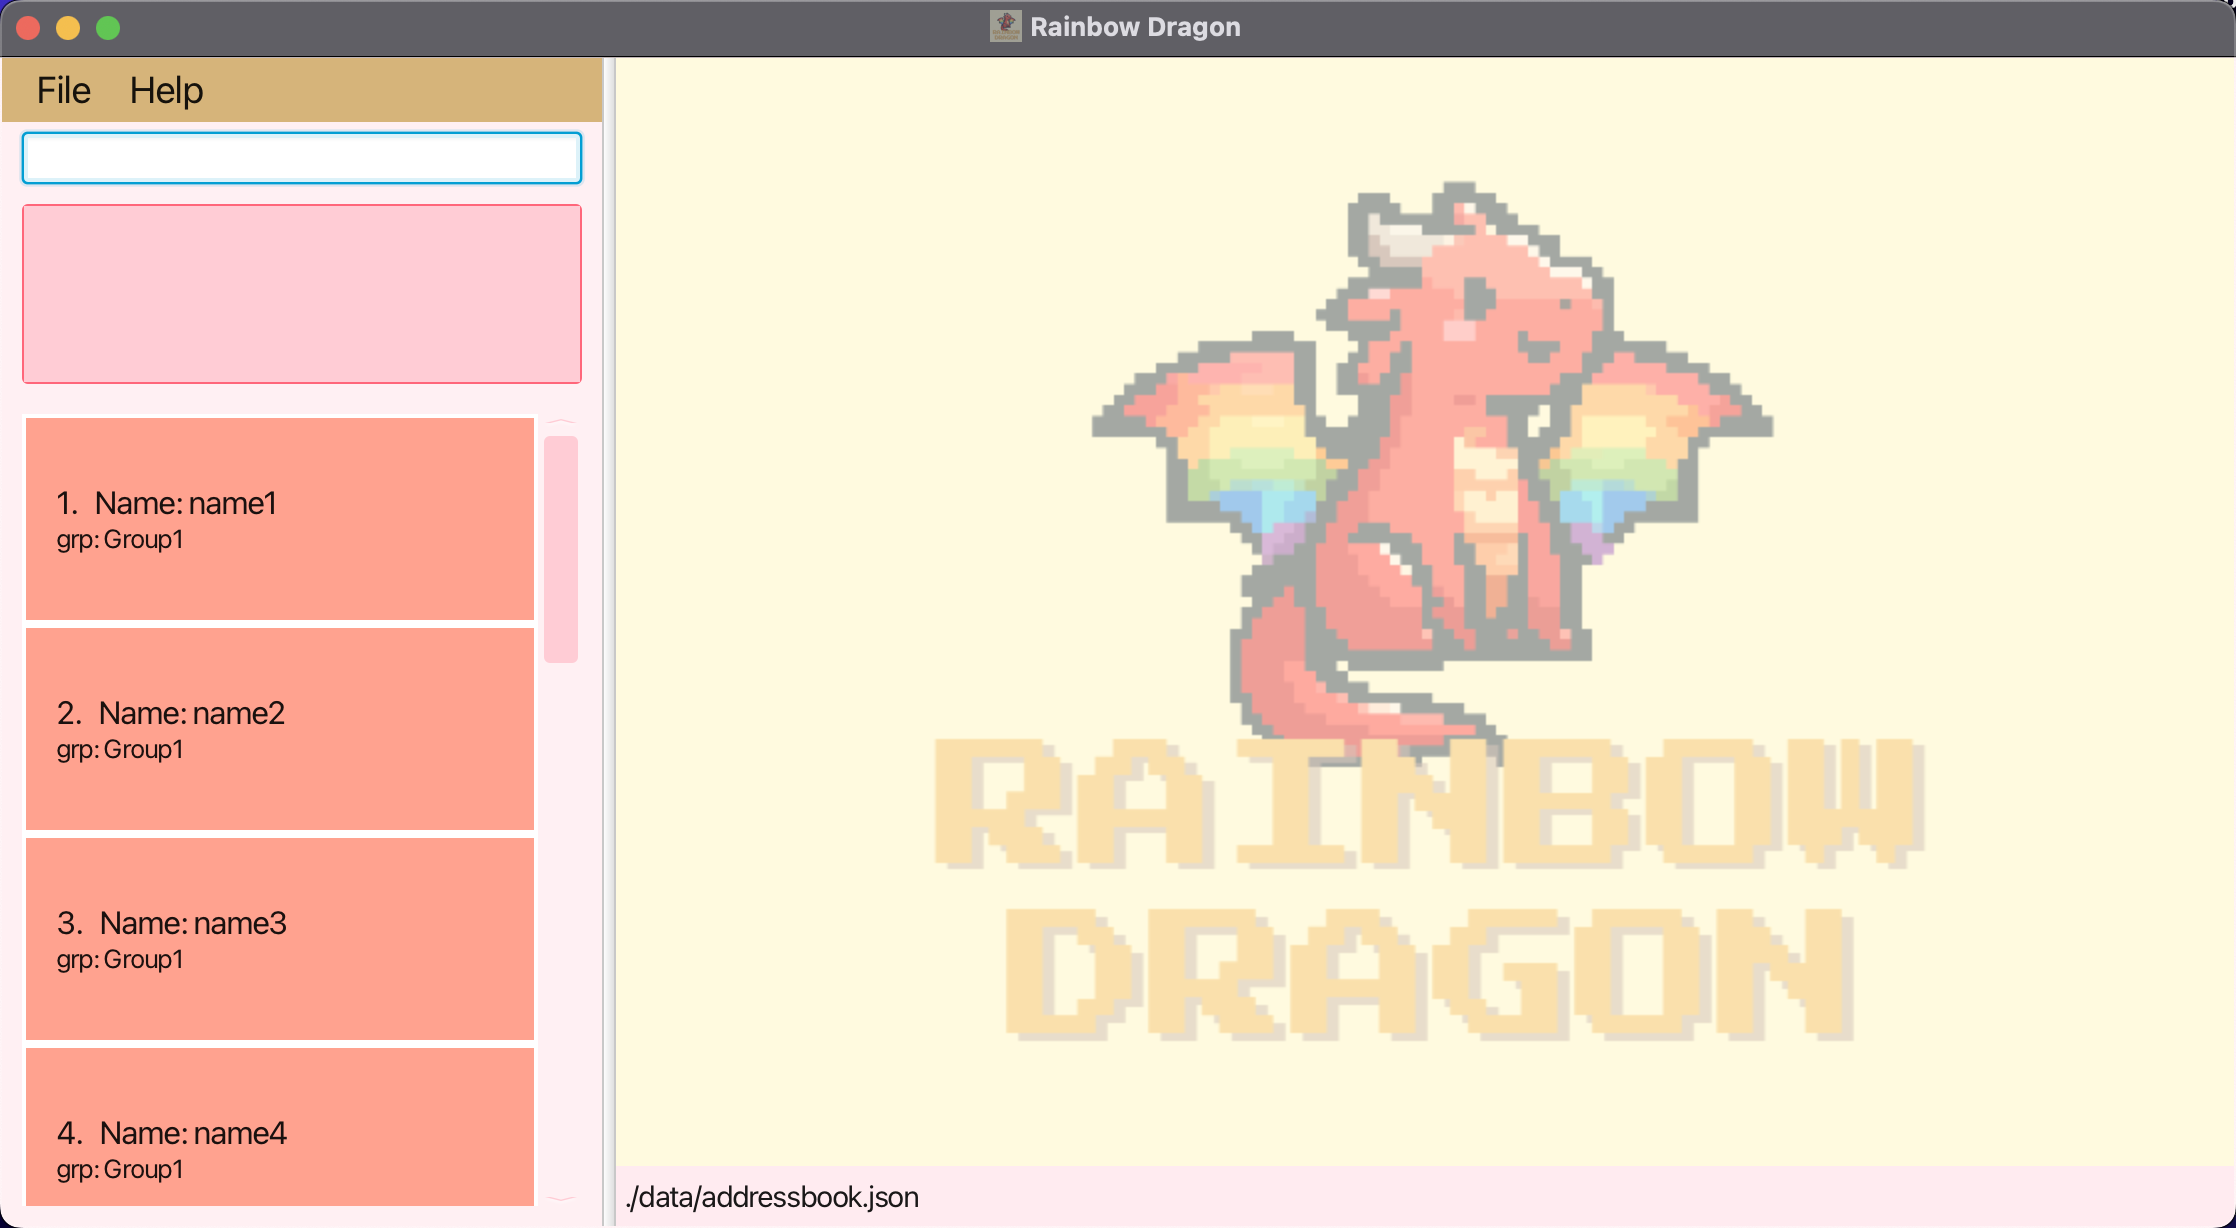 Rainbow Dragon
File Help
1. Name: name1
grp: Group1
2. Name: name2
grp: Group1
3. Name: name3
grp: Group1
4. Name: name4
grp: Group1
RAINBOW
DRAGON
./data/addressbook.json